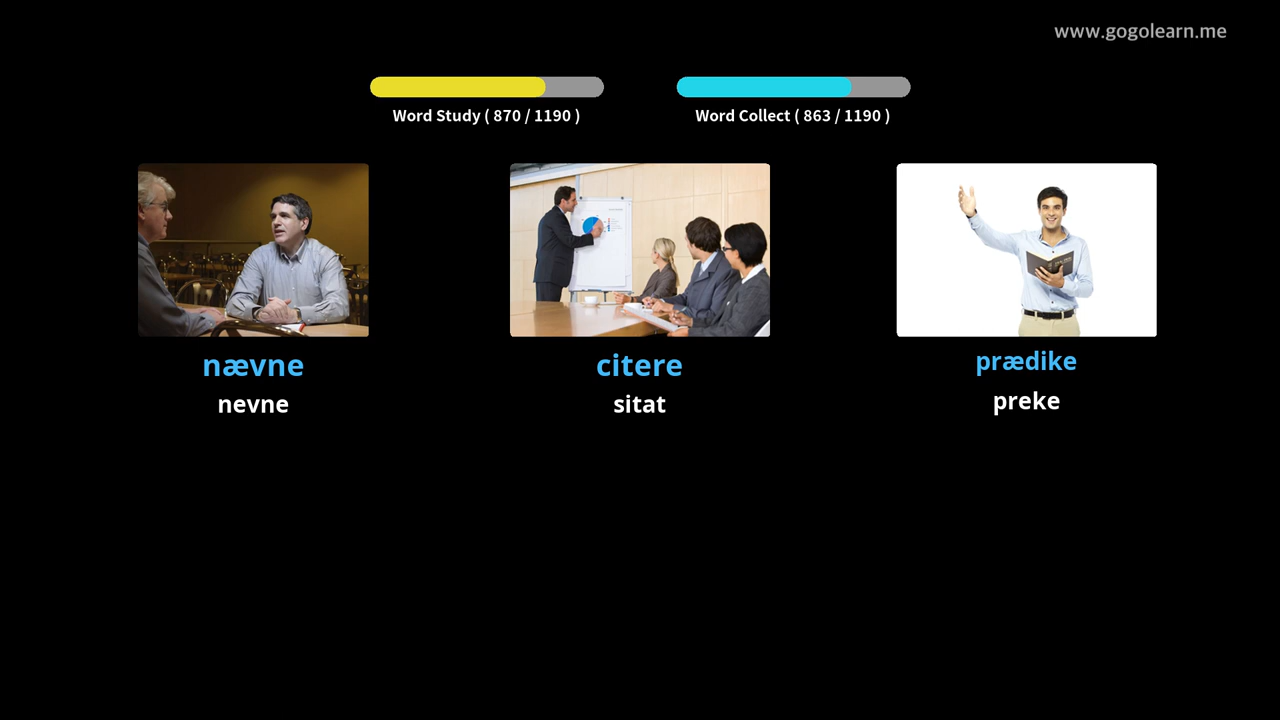 www.gogolearn.me
Word Study ( 870 / 1190 )
Word Collect ( 863 / 1190 )
nævne
citere
prædike
nevne
sitat
preke